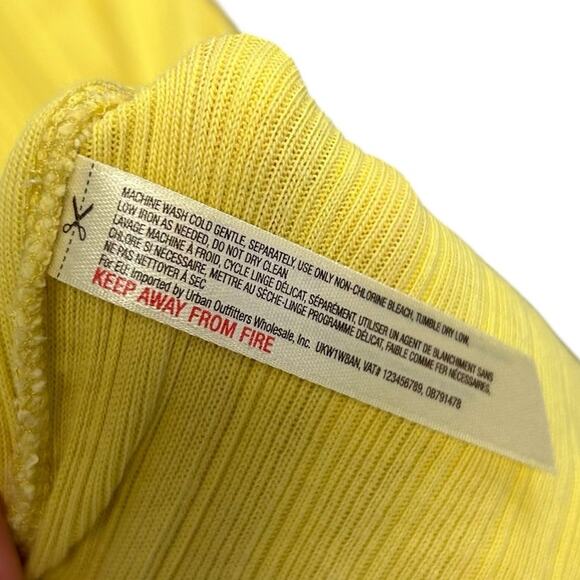 MACHINE WASH COLD GENTLE, SEPARATELY, USE ONLY NON-CHLORINE BLEACH, TUMBLE DRY LOW.
LOW IRON AS NEEDED, DO NOT DRY CLEAN
LAVAGE MACHINE À FROID, CYCLE LINGE DÉLICAT, SÉPARÉMENT, UTILISER UN AGENT DE BLANCHIMENT SANS
CHLORE SI NÉCESSAIRE, METTRE AU SÈCHE-LINGE PROGRAMME DÉLICAT, FAIBLE COMME FER NÉCESSAIRES.
NE PAS NETTOYER À SEC
For EU: Imported by Urban Outfitters Wholesale, Inc. UKW1WBAN, VAT# 123456789, OB791478
KEEP AWAY FROM FIRE